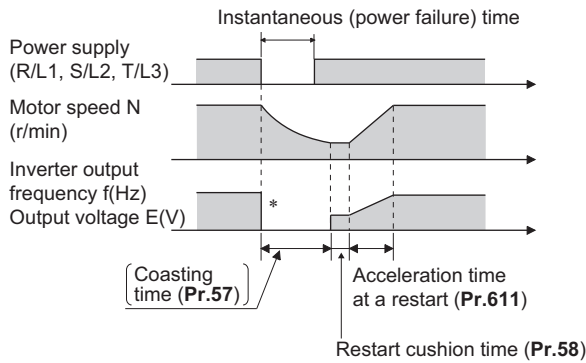 Instantaneous (power failure) time
Power supply
(R/L1, S/L2, T/L3)
Motor speed N
(r/min)
Inverter output
frequency f(Hz)
Output voltage E(V)
*
Coasting
time (Pr.57)
Acceleration time
at a restart (Pr.611)
Restart cushion time (Pr.58)